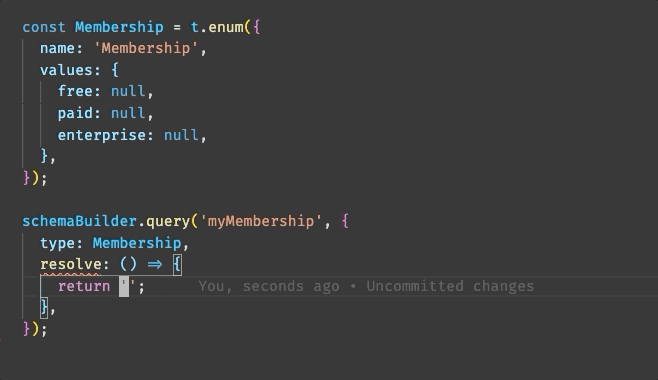 const Membership = t.enum({
  name: 'Membership',
  values: {
    free: null,
    paid: null,
    enterprise: null,
  },
});

schemaBuilder.query('myMembership', {
  type: Membership,
  resolve: () ⇒ {
    return ''; You, seconds ago • Uncommitted changes
  },
});